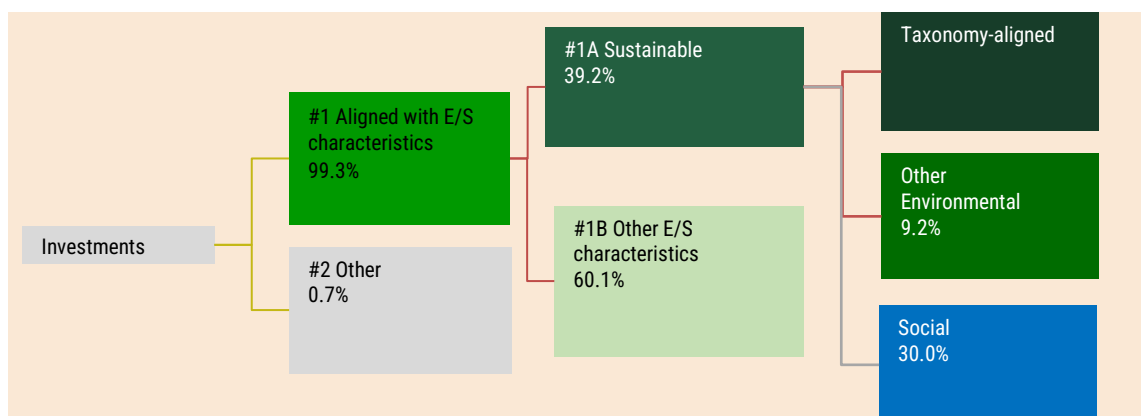 Investments
#1 Aligned with E/S
characteristics
99.3%
#2 Other
0.7%
#1A Sustainable
39.2%
#1B Other E/S
characteristics
60.1%
Taxonomy-aligned
Other
Environmental
9.2%
Social
30.0%